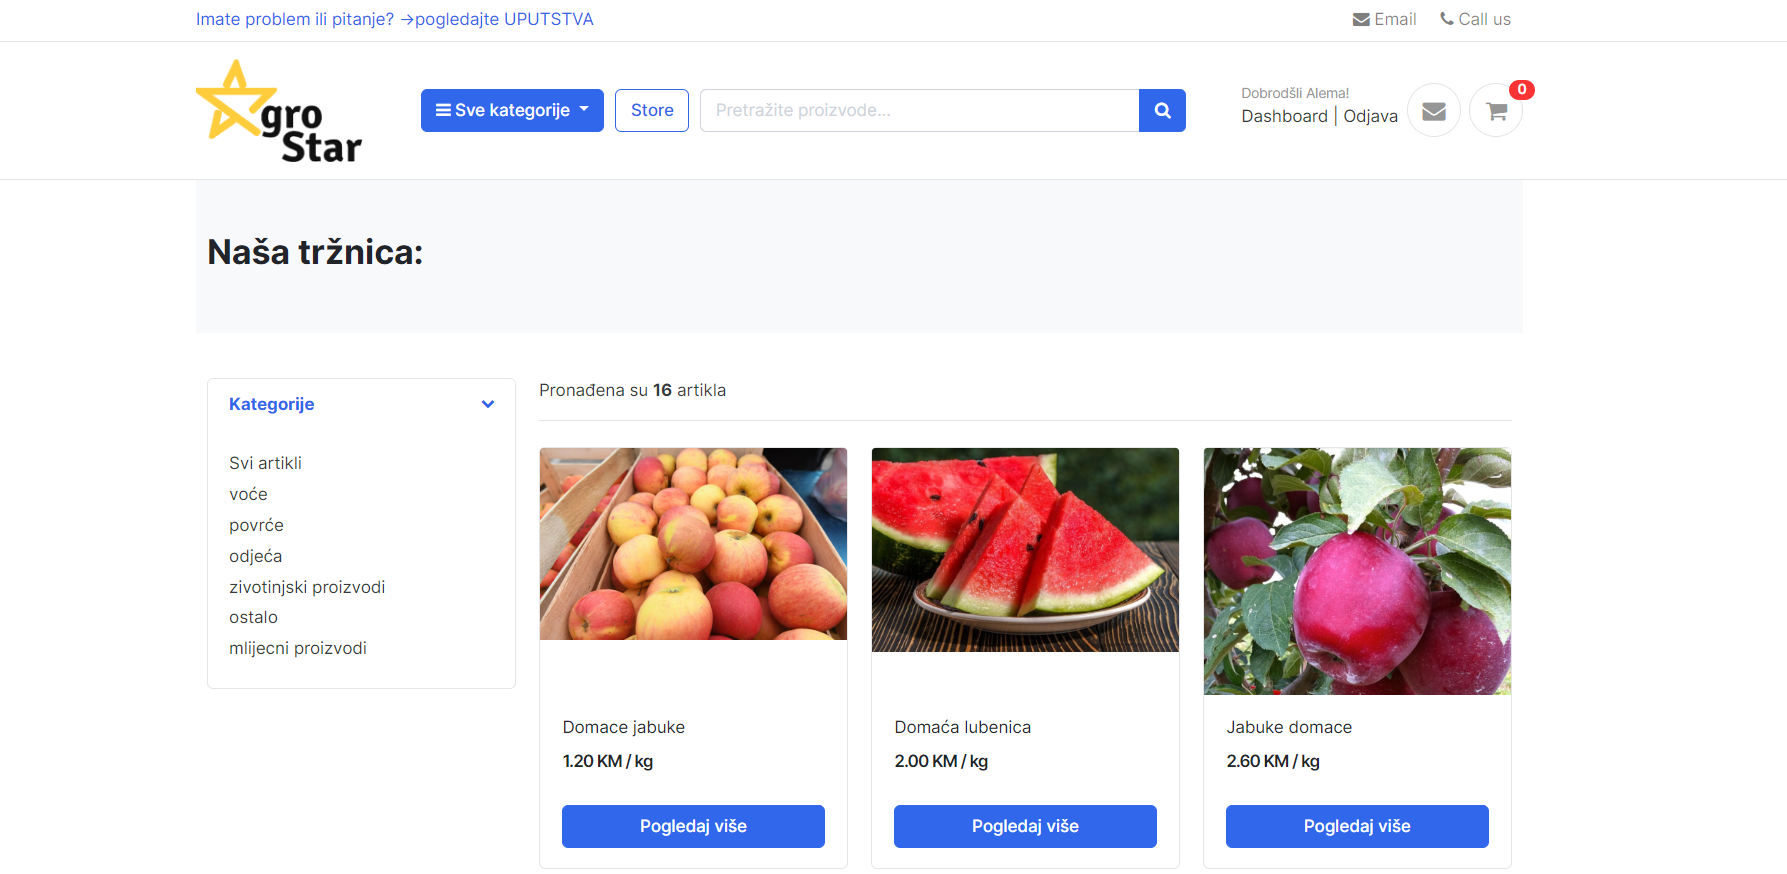 Imate problem ili pitanje? →pogledajte UPUTSTVA
Email
Call us
gro
Star
Sve kategorije
Store
Pretražite proizvode...
Dobrodšli Alema!
Dashboard | Odjava
0
Naša tržnica:
Kategorije
Svi artikli
voće
povrće
odjeća
zivotinjski proizvodi
ostalo
mlijecni proizvodi
Pronađena su 16 artikla
Domace jabuke
1.20 KM / kg
Pogledaj više
Domaća lubenica
2.00 KM / kg
Pogledaj više
Jabuke domace
2.60 KM / kg
Pogledaj više